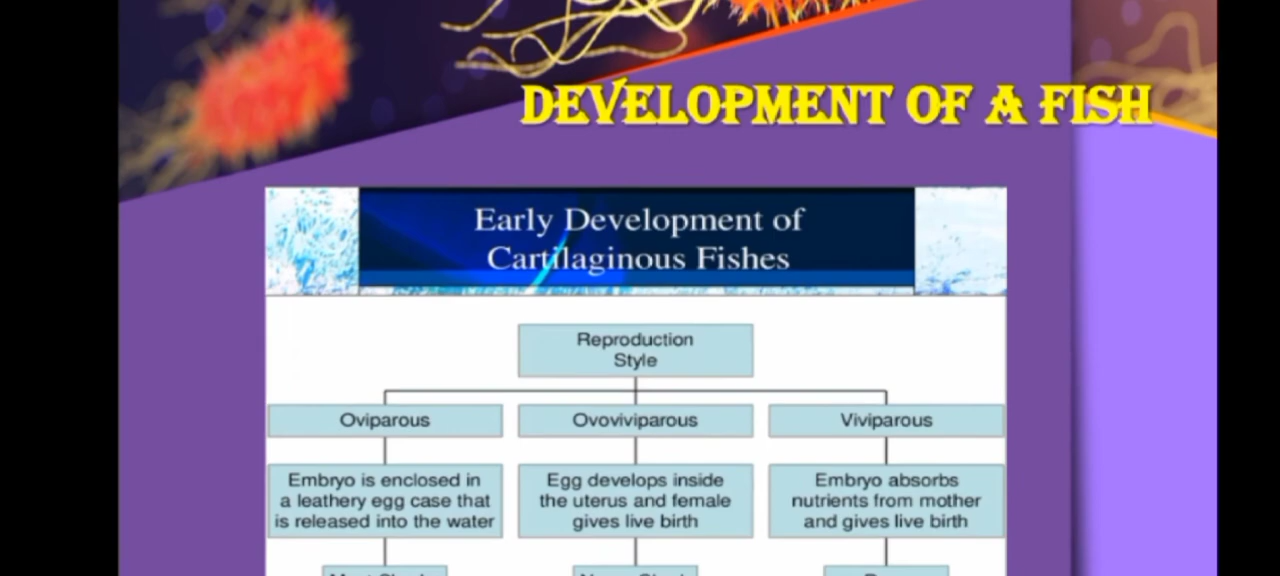 DEVELOPMENT OF A FISH
Early Development of
Cartilaginous Fishes
Reproduction
Style
Oviparous
Ovoviviparous
Viviparous
Embryo is enclosed in
a leathery egg case that
is released into the water
Egg develops inside
the uterus and female
gives live birth
Embryo absorbs
nutrients from mother
and gives live birth